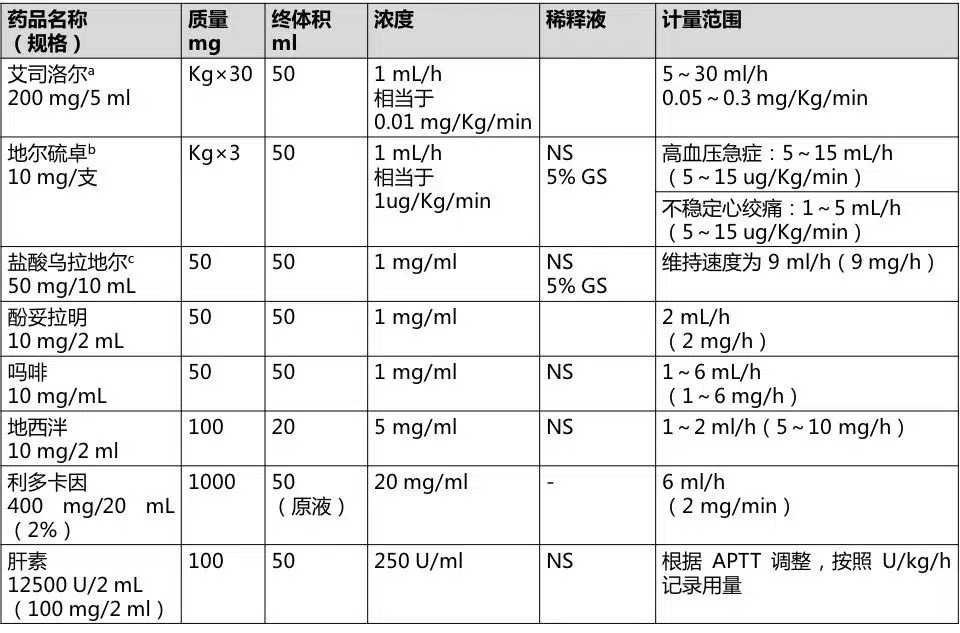 药品名称
（规格）
质量
mg
终体积
ml
浓度
稀释液
计量范围
艾司洛尔ᵃ
200 mg/5 ml
Kg×30
50
1 mL/h
相当于
0.01 mg/Kg/min
5～30 ml/h
0.05～0.3 mg/Kg/min
地尔硫卓ᵇ
10 mg/支
Kg×3
50
1 mL/h
相当于
1ug/Kg/min
NS
5% GS
高血压急症：5～15 mL/h
（5～15 ug/Kg/min）
不稳定心绞痛：1～5 mL/h
（5～15 ug/Kg/min）
盐酸乌拉地尔ᶜ
50 mg/10 mL
50
50
1 mg/ml
NS
5% GS
维持速度为 9 ml/h（9 mg/h）
酚妥拉明
10 mg/2 mL
50
50
1 mg/ml
2 mL/h
（2 mg/h）
吗啡
10 mg/mL
50
50
1 mg/ml
NS
1～6 mL/h
（1～6 mg/h）
地西泮
10 mg/2 ml
100
20
5 mg/ml
NS
1～2 ml/h（5～10 mg/h）
利多卡因
400 mg/20 mL
（2%）
1000
50
（原液）
20 mg/ml
-
6 ml/h
（2 mg/min）
肝素
12500 U/2 mL
（100 mg/2 ml）
100
50
250 U/ml
NS
根据 APTT 调整，按照 U/kg/h
记录用量